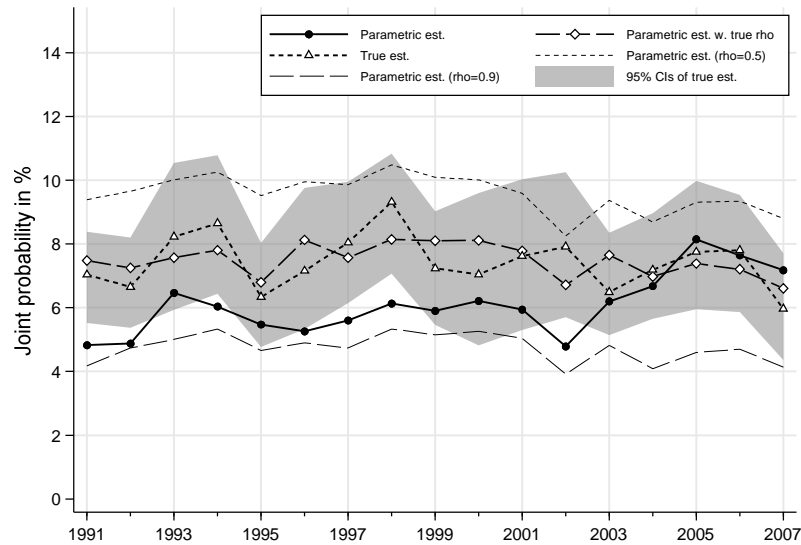 Parametric est. Parametric est. w. true rho
True est. Parametric est. (rho=0.5)
Parametric est. (rho=0.9) 95% CIs of true est.
Joint probability in %
14
12
10
8
6
4
2
0
1991 1993 1995 1997 1999 2001 2003 2005 2007